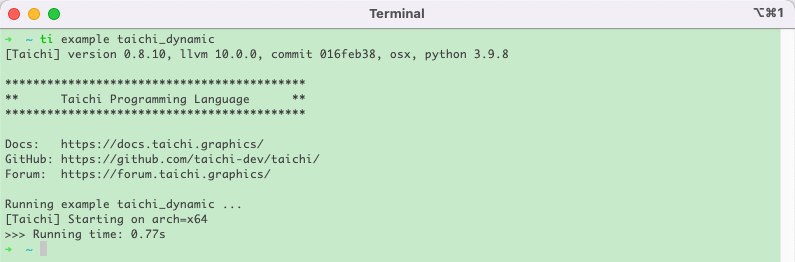 Terminal
⌥⌘1
➜  ~ ti example taichi_dynamic
[Taichi] version 0.8.10, llvm 10.0.0, commit 016feb38, osx, python 3.9.8
*******************************************
**      Taichi Programming Language      **
*******************************************
Docs:   https://docs.taichi.graphics/
GitHub: https://github.com/taichi-dev/taichi/
Forum:  https://forum.taichi.graphics/
Running example taichi_dynamic ...
[Taichi] Starting on arch=x64
>>> Running time: 0.77s
➜  ~